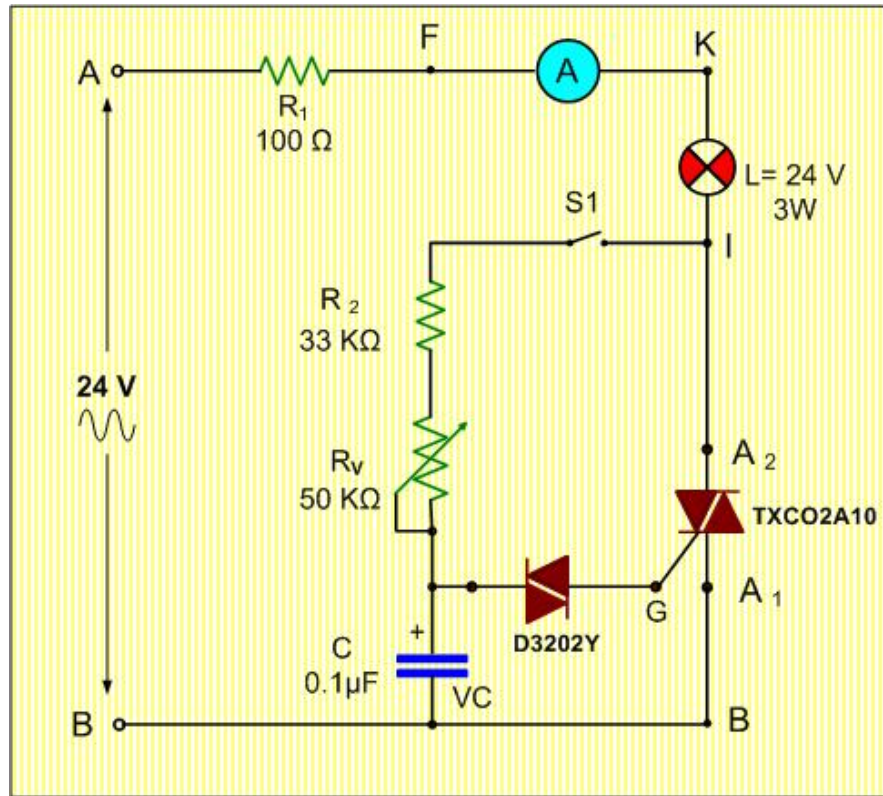 F
K
A
A
R1
100 Ω
L= 24 V
3W
S1
I
R 2
33 KΩ
24 V
A 2
RV
50 KΩ
TXCO2A10
A 1
G
+
D3202Y
C
0.1µF
VC
B
B